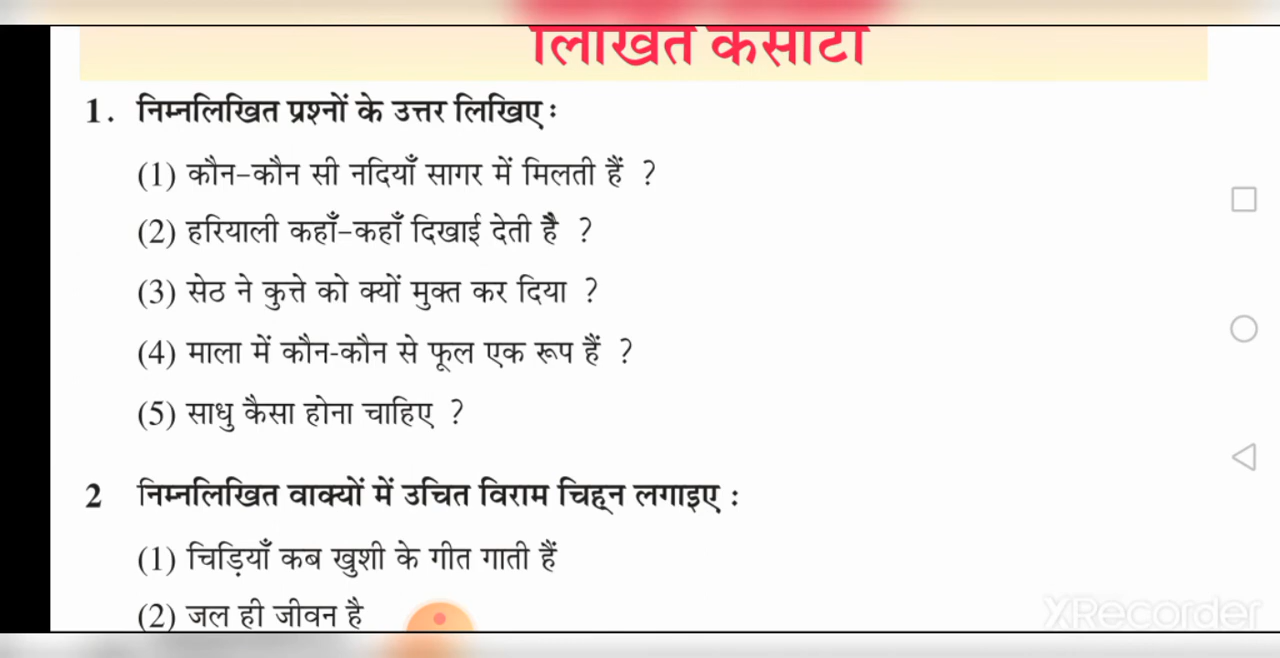 लिखित कसौटी
1. निम्नलिखित प्रश्नों के उत्तर लिखिए :
(1) कौन-कौन सी नदियाँ सागर में मिलती हैं ?
(2) हरियाली कहाँ-कहाँ दिखाई देती है ?
(3) सेठ ने कुत्ते को क्यों मुक्त कर दिया ?
(4) माला में कौन-कौन से फूल एक रूप हैं ?
(5) साधु कैसा होना चाहिए ?
2 निम्नलिखित वाक्यों में उचित विराम चिह्न लगाइए :
(1) चिड़ियाँ कब खुशी के गीत गाती हैं
(2) जल ही जीवन है
XRecorder